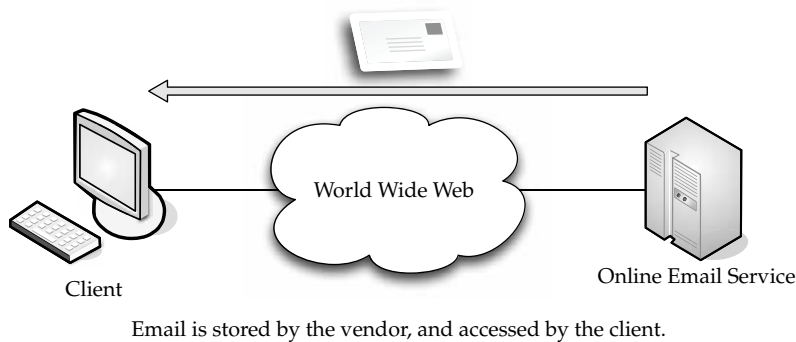 World Wide Web
Client
Online Email Service
Email is stored by the vendor, and accessed by the client.